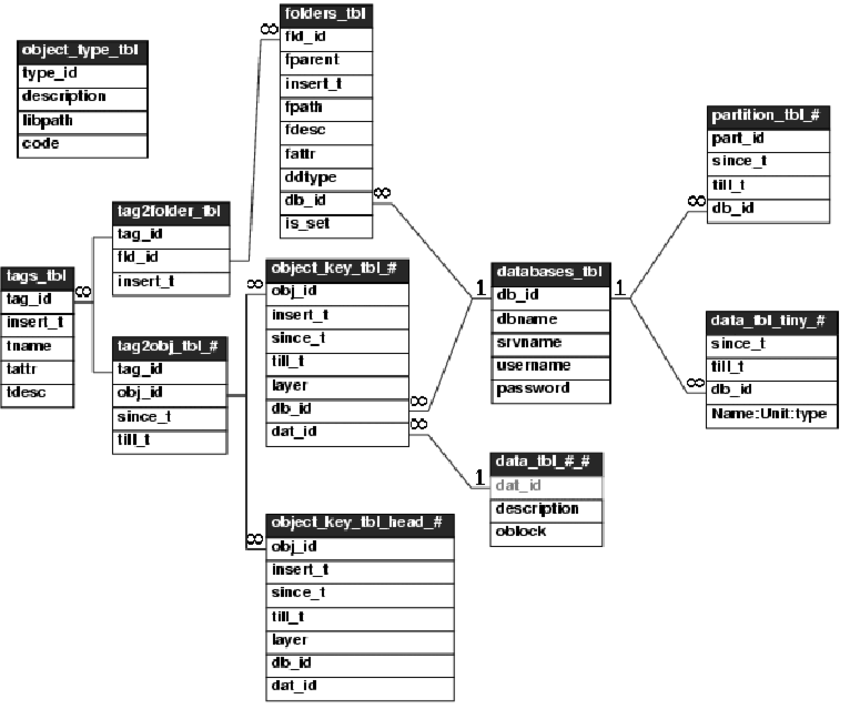 object_type_tbl
type_id
description
libpath
code
folders_tbl
∞
fld_id
fparent
insert_t
fpath
fdesc
fattr
ddtype
db_id
∞
is_set
partition_tbl_#
part_id
since_t
till_t
∞
db_id
tag2folder_tbl
tag_id
fld_id
insert_t
tags_tbl
∞
tag_id
insert_t
tname
tattr
tdesc
tag2obj_tbl_#
tag_id
obj_id
since_t
till_t
object_key_tbl_#
∞
obj_id
insert_t
since_t
till_t
layer
db_id
∞
dat_id
∞
1
databases_tbl
1
db_id
dbname
srvname
username
password
data_tbl_tiny_#
since_t
till_t
∞
db_id
Name:Unit:type
1
data_tbl_#_#
dat_id
description
oblock
object_key_tbl_head_#
∞
obj_id
insert_t
since_t
till_t
layer
db_id
dat_id